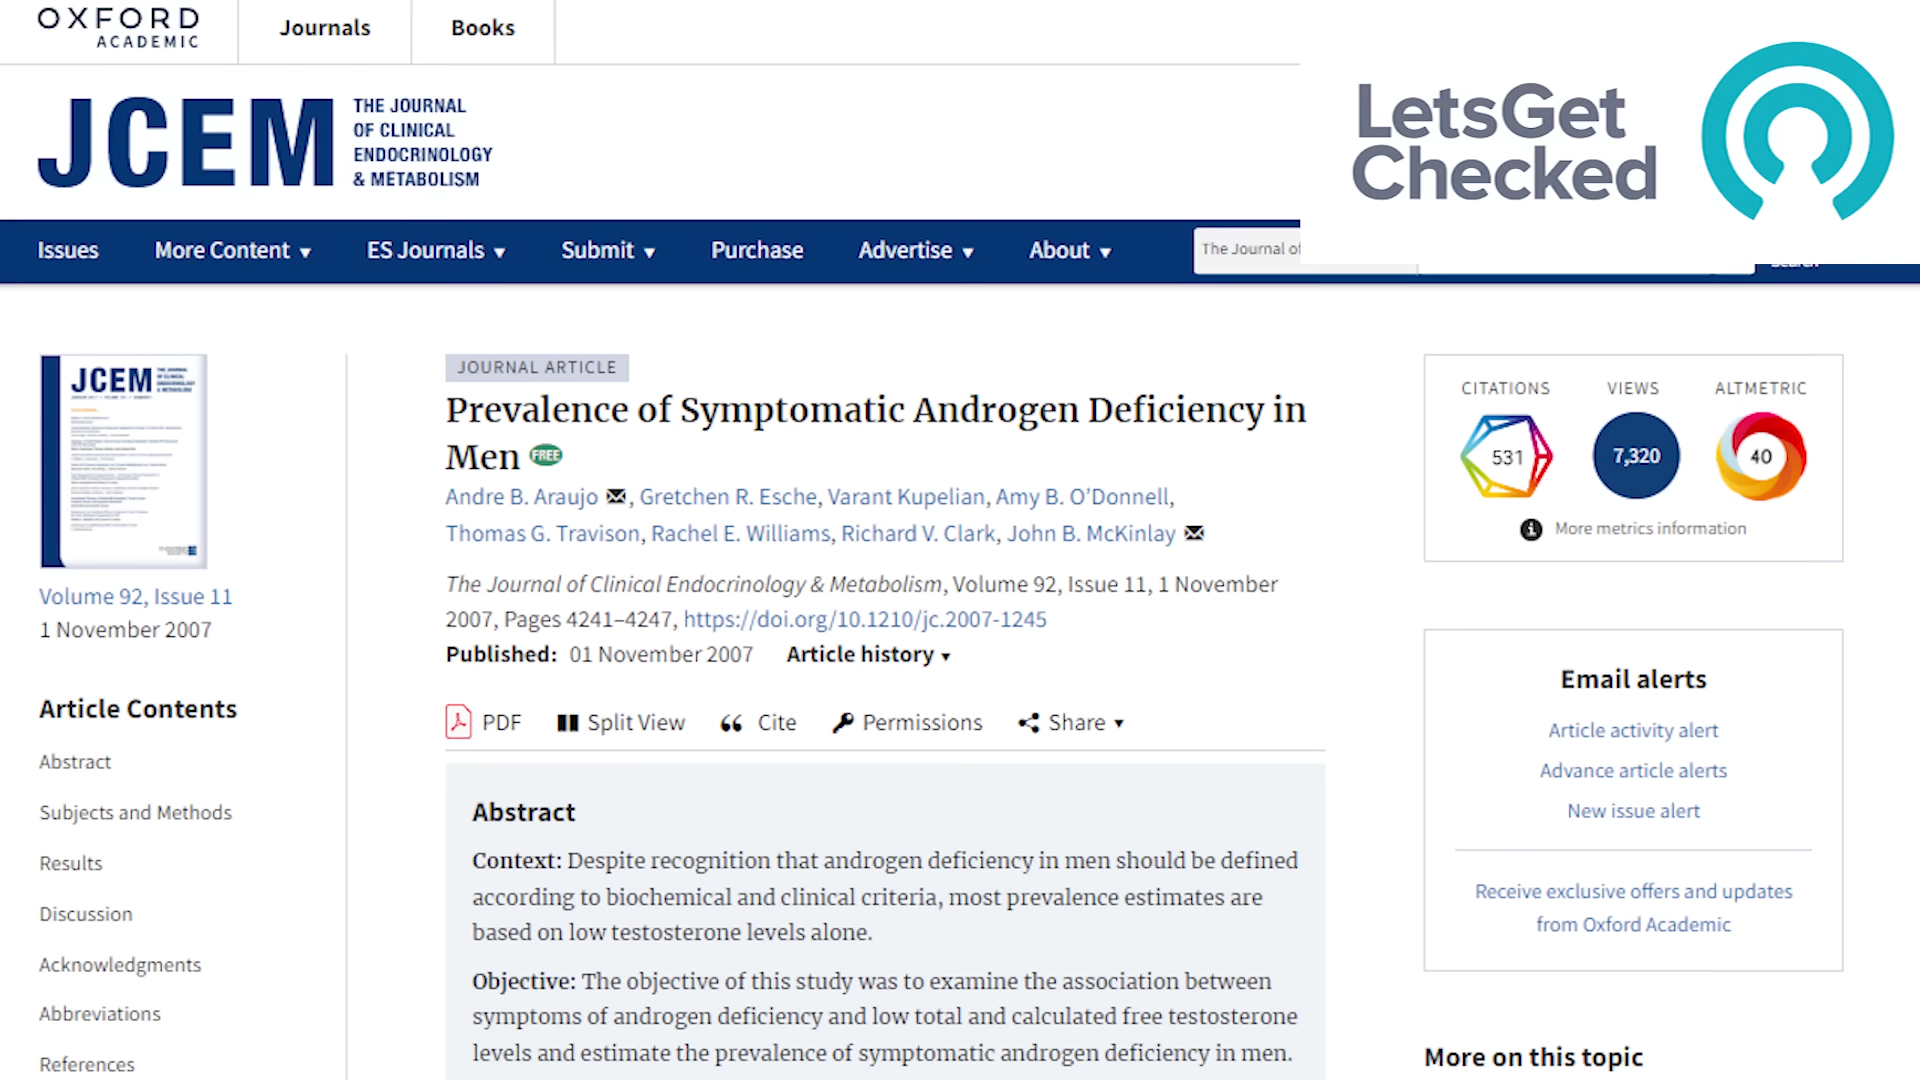 OXFORD
ACADEMIC
Journals
Books
JCEM
THE JOURNAL
OF CLINICAL
ENDOCRINOLOGY
& METABOLISM
LetsGet
Checked
Issues
More Content
ES Journals
Submit
Purchase
Advertise
About
The Journal of
JCEM
Volume 92, Issue 11
1 November 2007
Article Contents
Abstract
Subjects and Methods
Results
Discussion
Acknowledgments
Abbreviations
References
JOURNAL ARTICLE
Prevalence of Symptomatic Androgen Deficiency in
Men FREE
Andre B. Araujo, Gretchen R. Esche, Varant Kupelian, Amy B. O’Donnell,
Thomas G. Travison, Rachel E. Williams, Richard V. Clark, John B. McKinlay
The Journal of Clinical Endocrinology & Metabolism, Volume 92, Issue 11, 1 November
2007, Pages 4241–4247, https://doi.org/10.1210/jc.2007-1245
Published: 01 November 2007 Article history
PDF Split View Cite Permissions Share
Abstract
Context: Despite recognition that androgen deficiency in men should be defined
according to biochemical and clinical criteria, most prevalence estimates are
based on low testosterone levels alone.
Objective: The objective of this study was to examine the association between
symptoms of androgen deficiency and low total and calculated free testosterone
levels and estimate the prevalence of symptomatic androgen deficiency in men.
CITATIONS VIEWS ALTMETRIC
531 7,320 40
More metrics information
Email alerts
Article activity alert
Advance article alerts
New issue alert
Receive exclusive offers and updates
from Oxford Academic
More on this topic